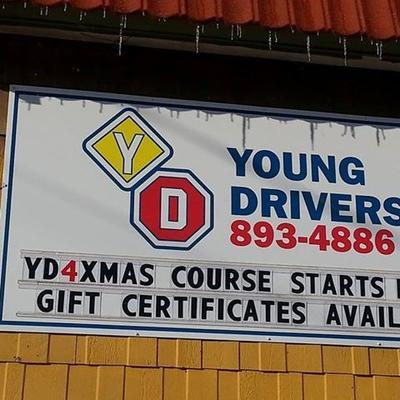 Y
D
YOUNG
DRIVERS
893-4886
YD4XMAS COURSE STARTS
GIFT CERTIFICATES AVAIL